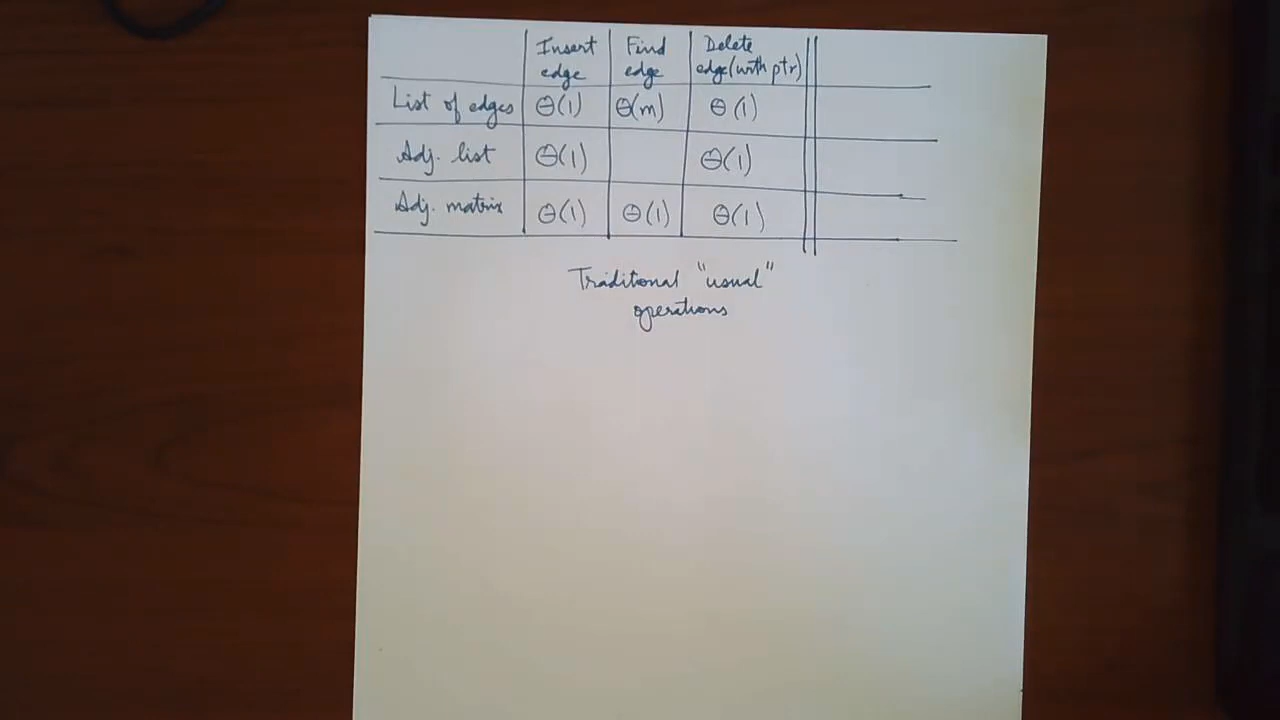 Insert edge Find edge Delete edge (with ptr)
List of edges Θ(1) Θ(m) Θ(1)
Adj. list Θ(1) Θ(1)
Adj. matrix Θ(1) Θ(1) Θ(1)
Traditional "usual"
operations